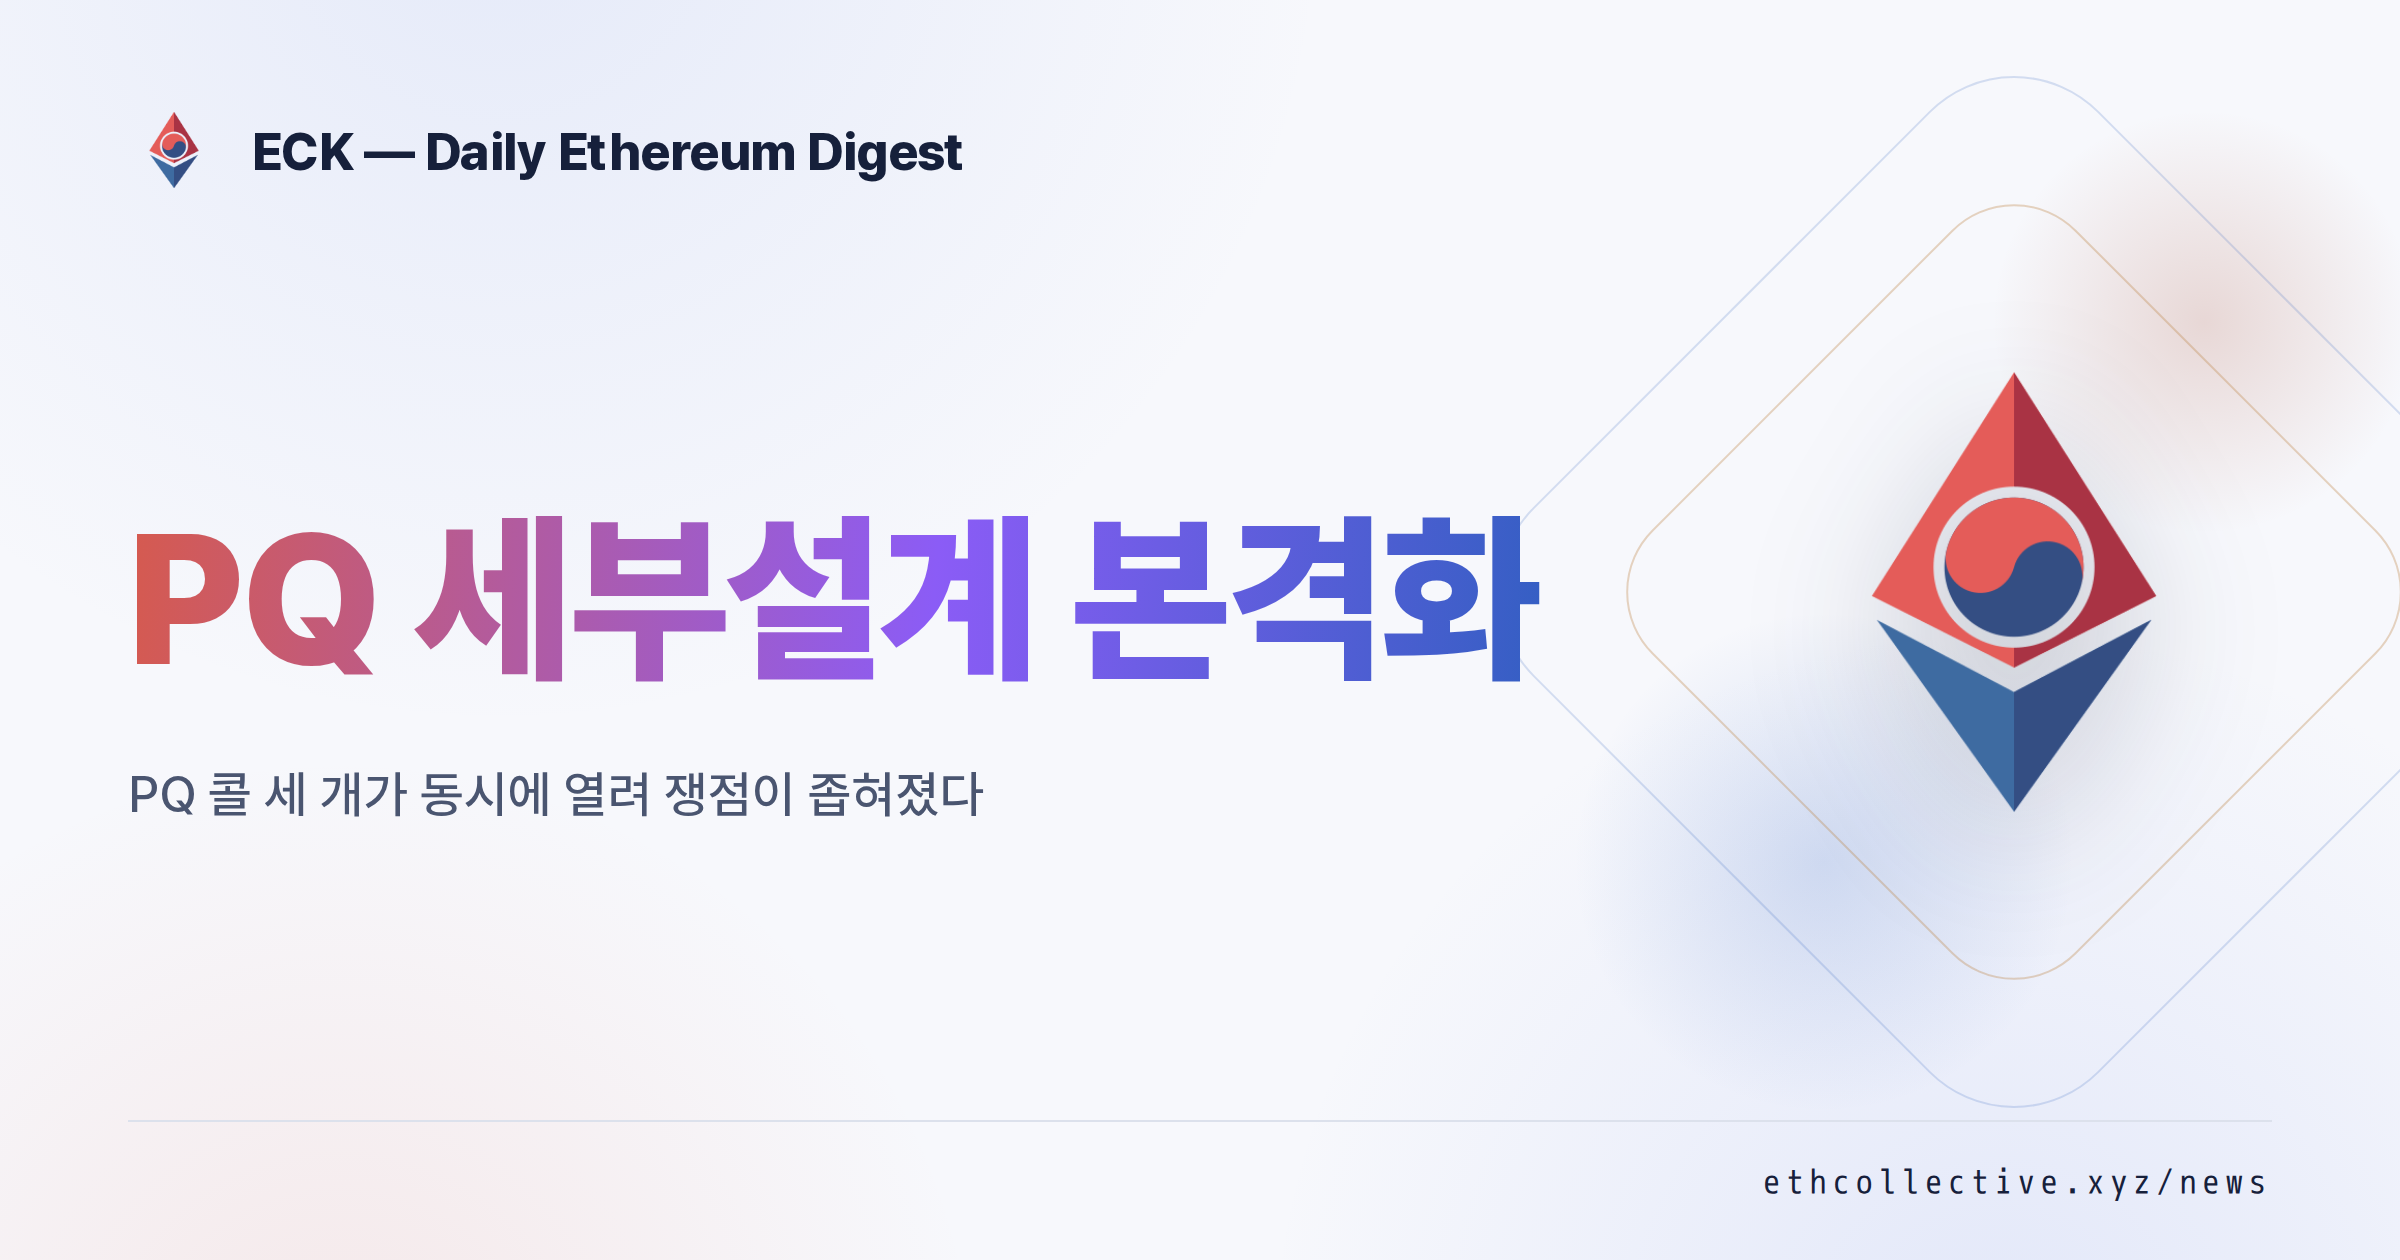 ECK — Daily Ethereum Digest
PQ 세부설계 본격화
PQ 콜 세 개가 동시에 열려 쟁점이 좁혀졌다
ethcollective.xyz/news